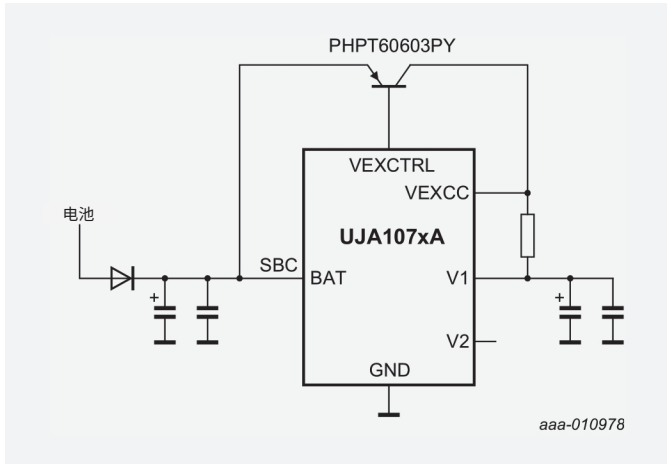 PHPT60603PY
VEXCTRL
VEXCC
电池
UJA107xA
SBC
BAT
V1
+
+
V2
GND
aaa-010978